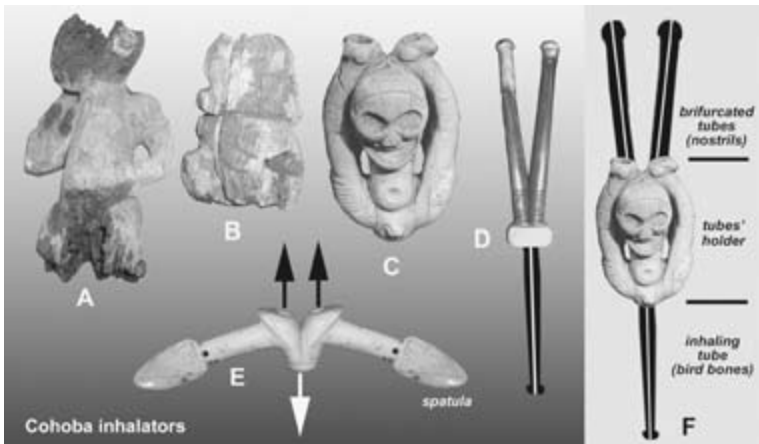 A
B
C
D
E
spatula
Cohoba inhalators
brifurcated
tubes
(nostrils)
tubes'
holder
inhaling
tube
(bird bones)
F